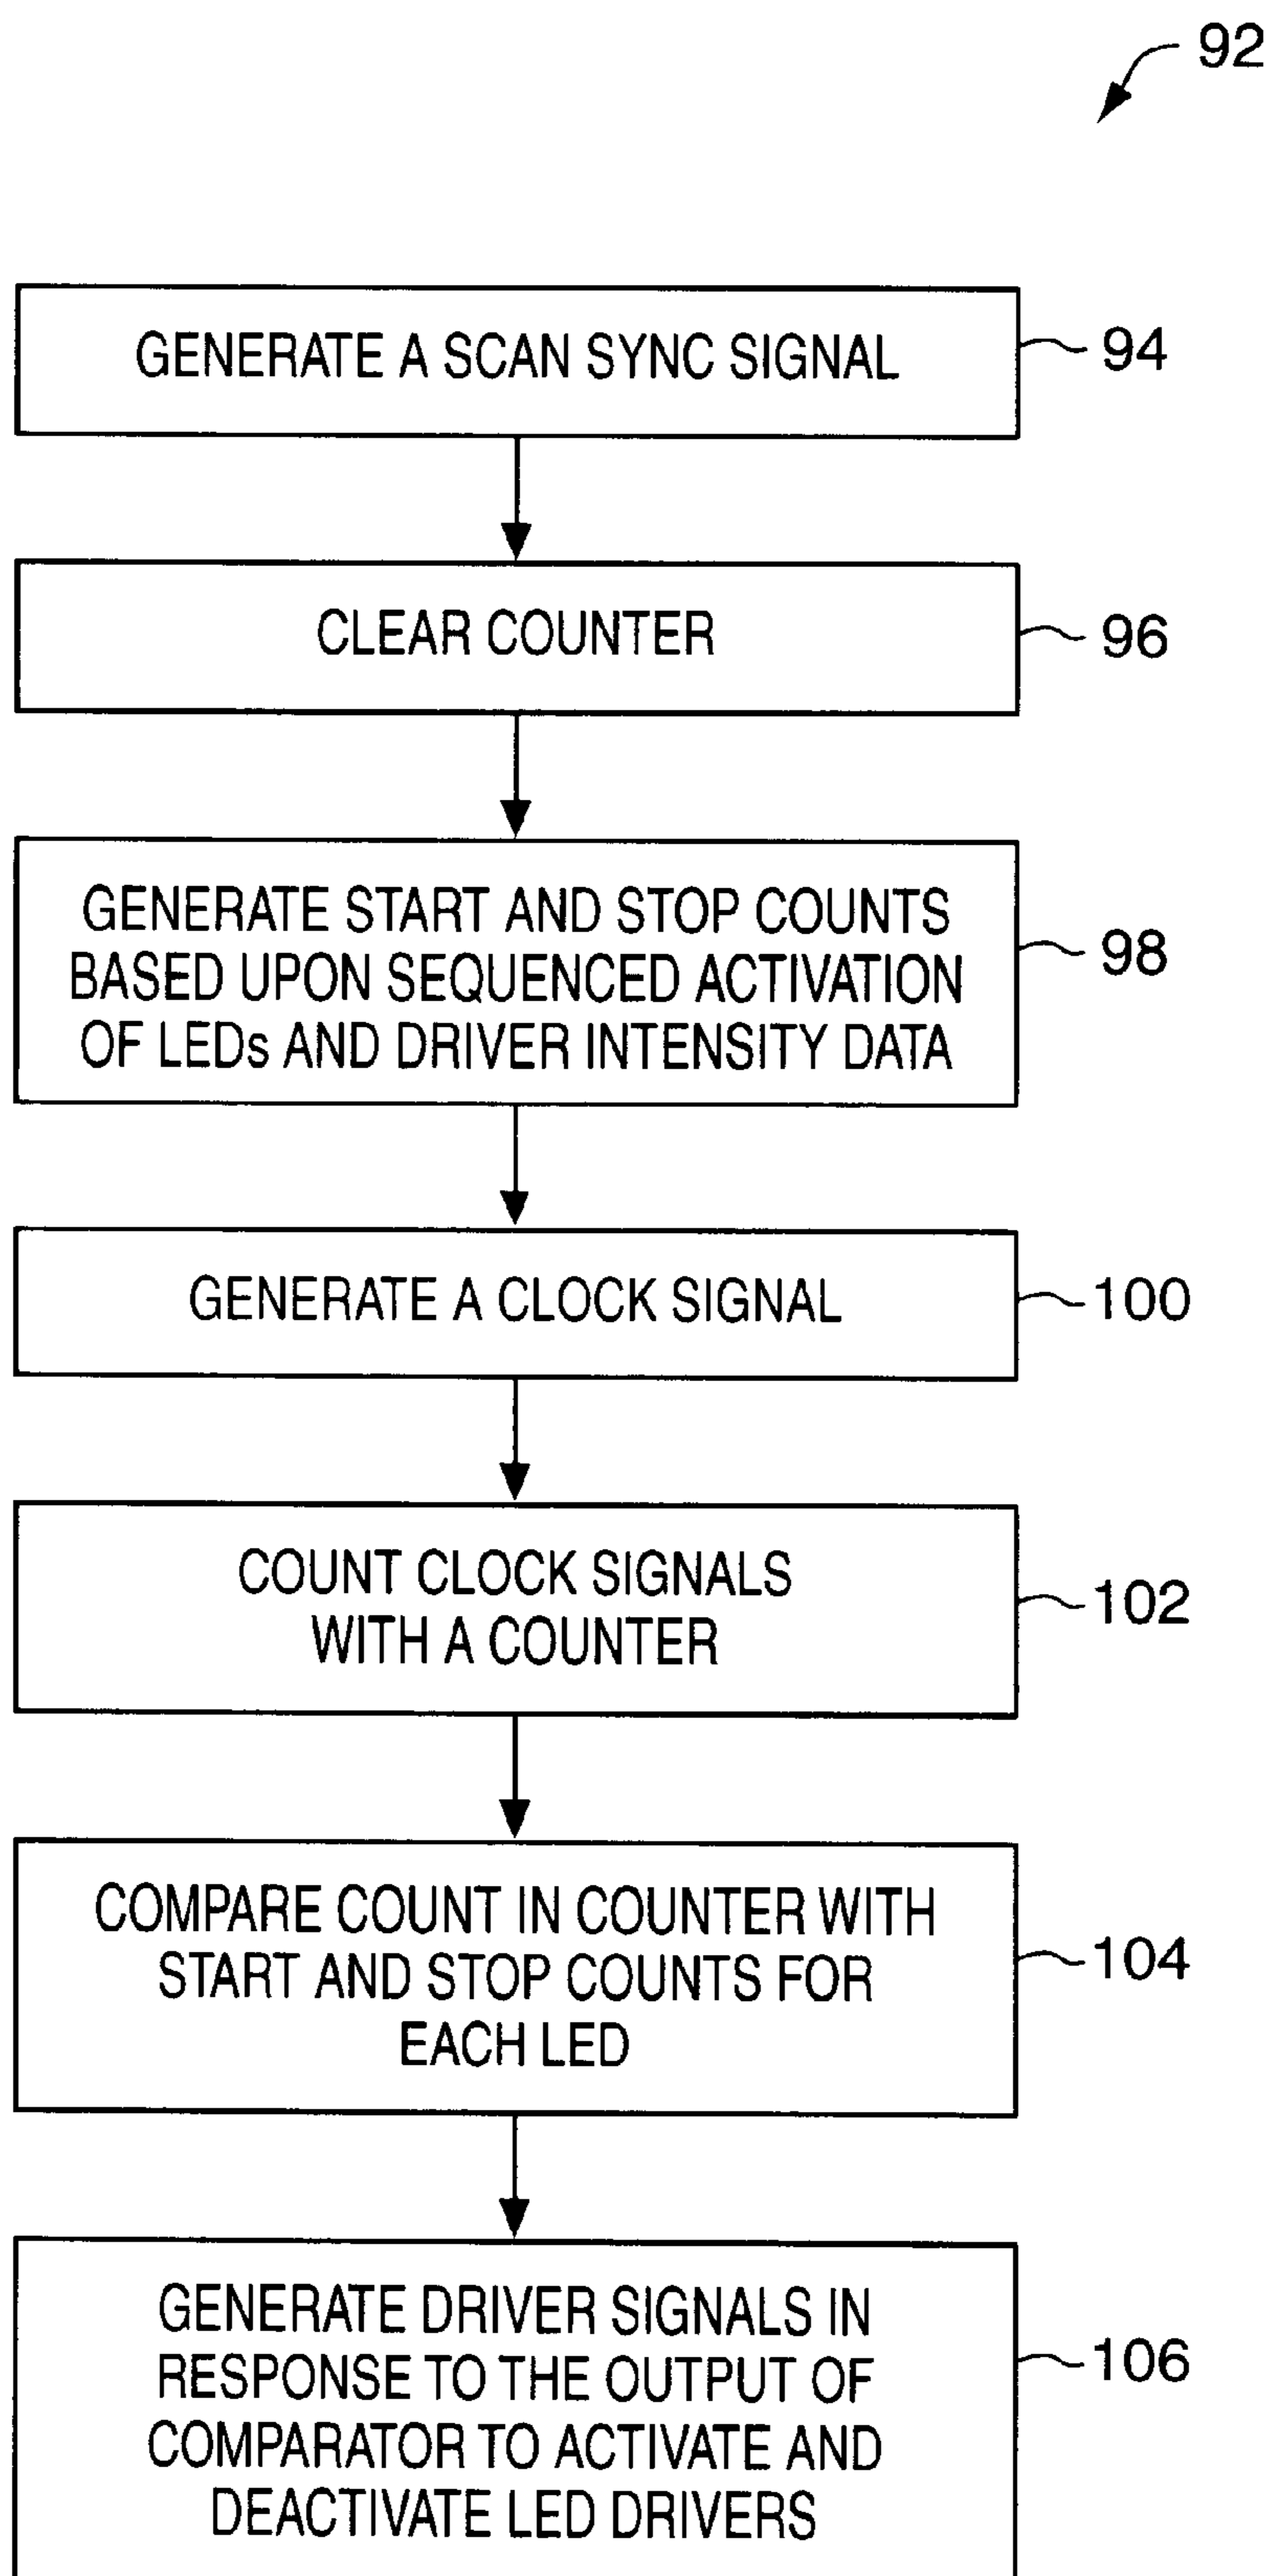 92
GENERATE A SCAN SYNC SIGNAL
94
CLEAR COUNTER
96
GENERATE START AND STOP COUNTS
BASED UPON SEQUENCED ACTIVATION
OF LEDs AND DRIVER INTENSITY DATA
98
GENERATE A CLOCK SIGNAL
100
COUNT CLOCK SIGNALS
WITH A COUNTER
102
COMPARE COUNT IN COUNTER WITH
START AND STOP COUNTS FOR
EACH LED
104
GENERATE DRIVER SIGNALS IN
RESPONSE TO THE OUTPUT OF
COMPARATOR TO ACTIVATE AND
DEACTIVATE LED DRIVERS
106